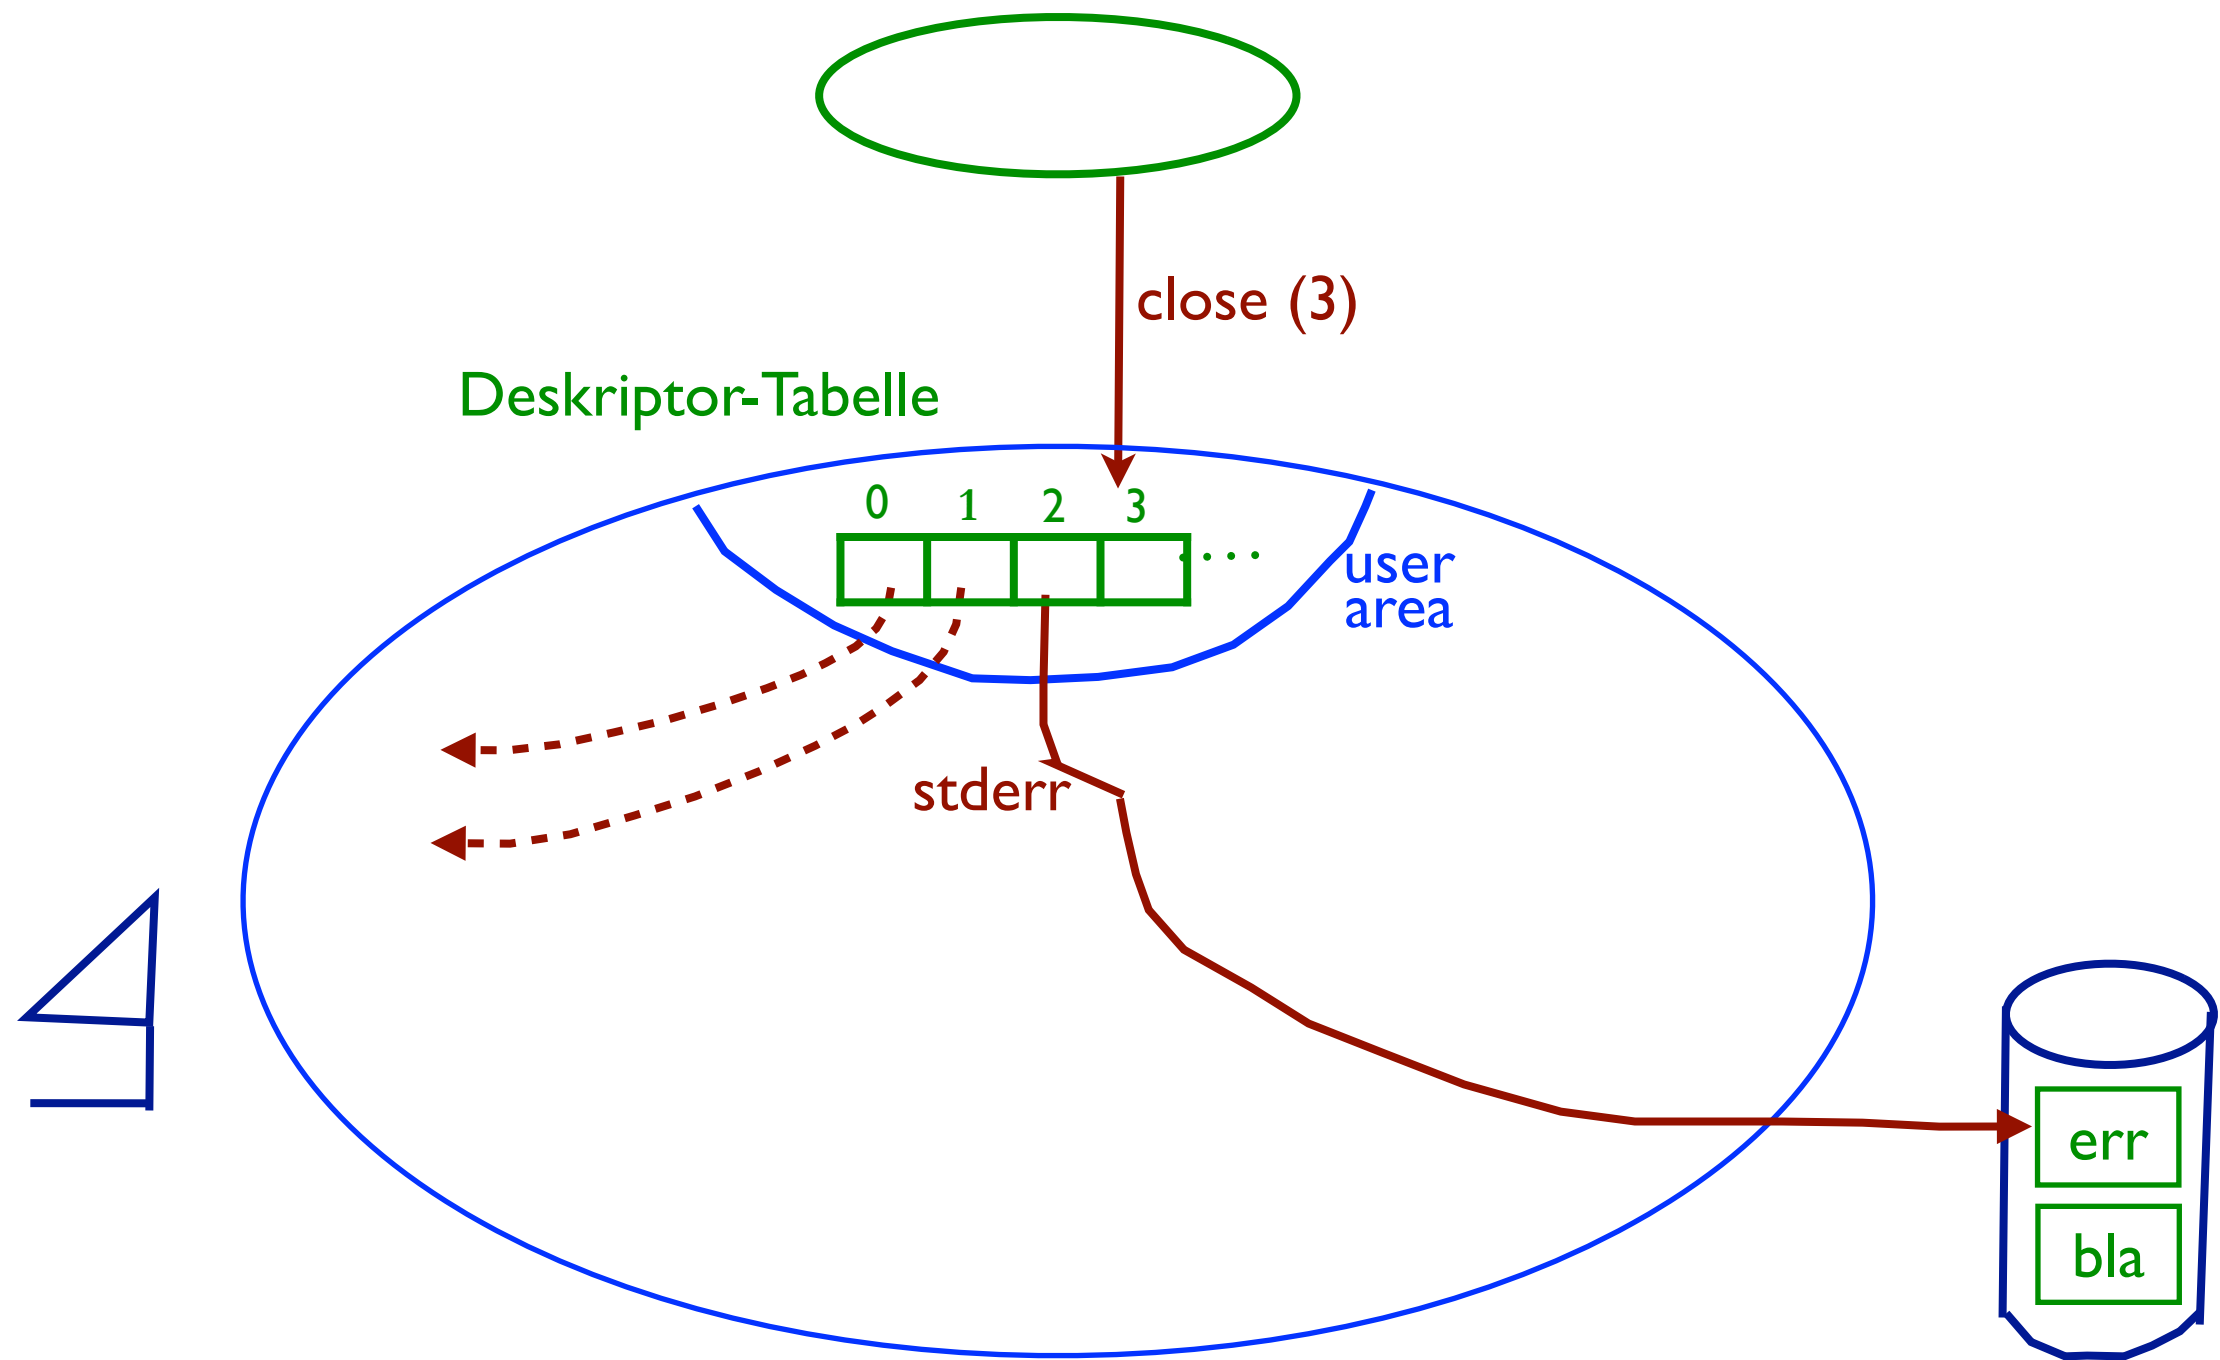 close (3)
Deskriptor-Tabelle
0 1 2 3 ....
user
area
stderr
err
bla